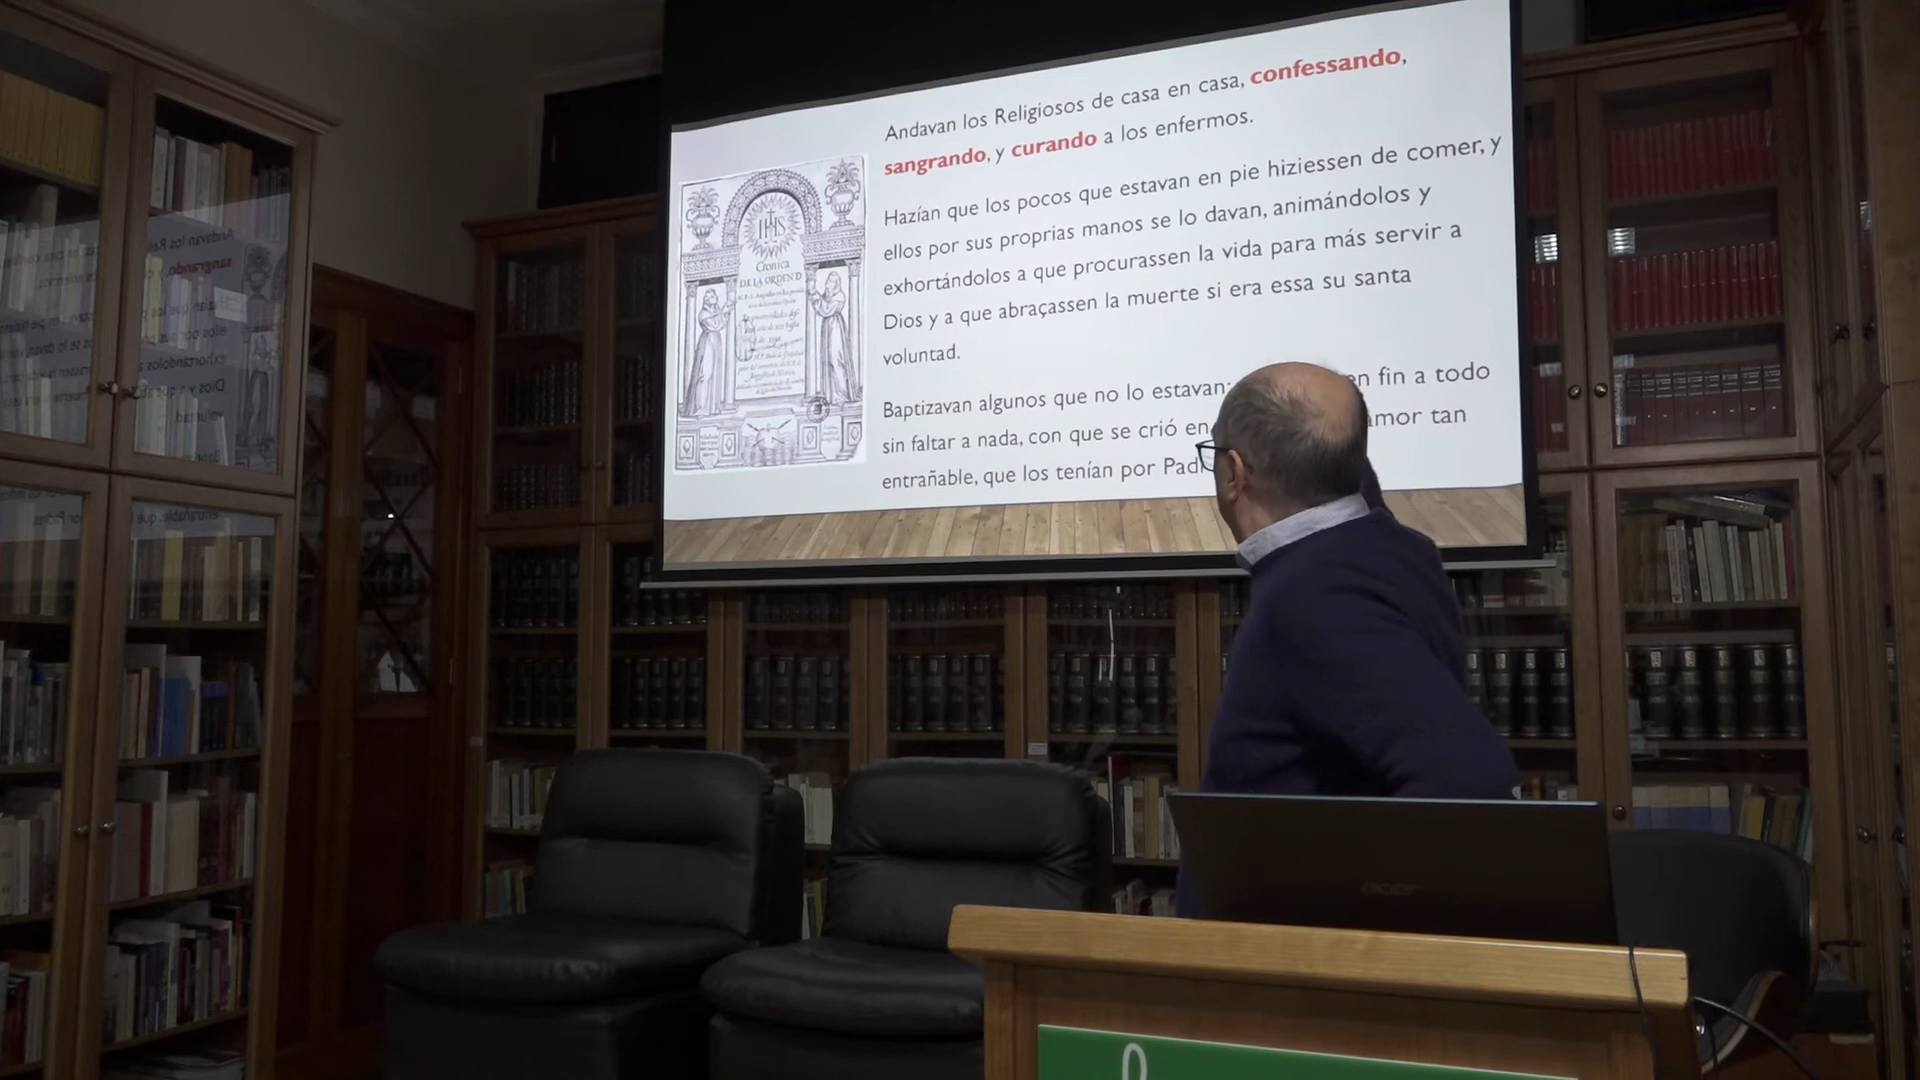 Andavan los Religiosos de casa en casa, confessando,
sangrando, y curando a los enfermos.
Hazían que los pocos que estavan en pie hiziessen de comer, y
ellos por sus proprias manos se lo davan, animándolos y
exhortándolos a que procurassen la vida para más servir a
Dios y a que abraçassen la muerte si era essa su santa
voluntad.
Baptizavan algunos que no lo estavan; en fin a todo
sin faltar a nada, con que se crió en amor tan
entrañable, que los tenían por Pad
IHS
Cronica
DE LA ORDEN D
acer